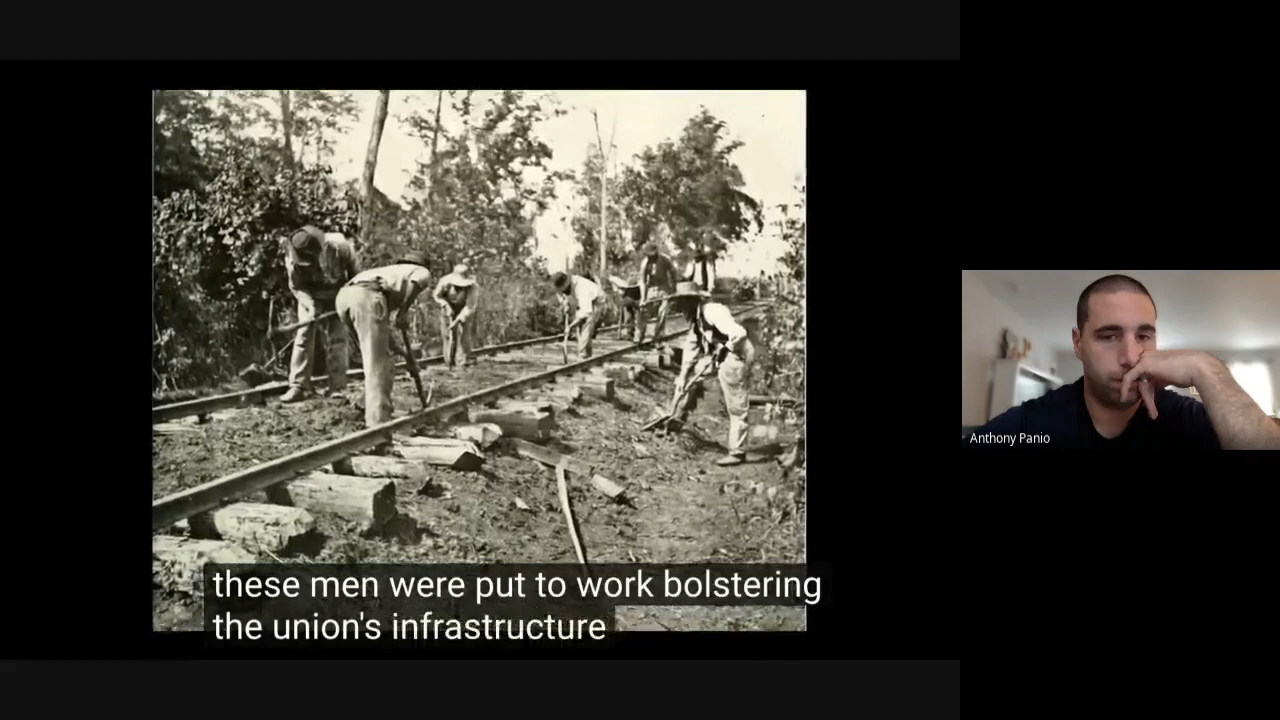 these men were put to work bolstering
the union's infrastructure
Anthony Panio